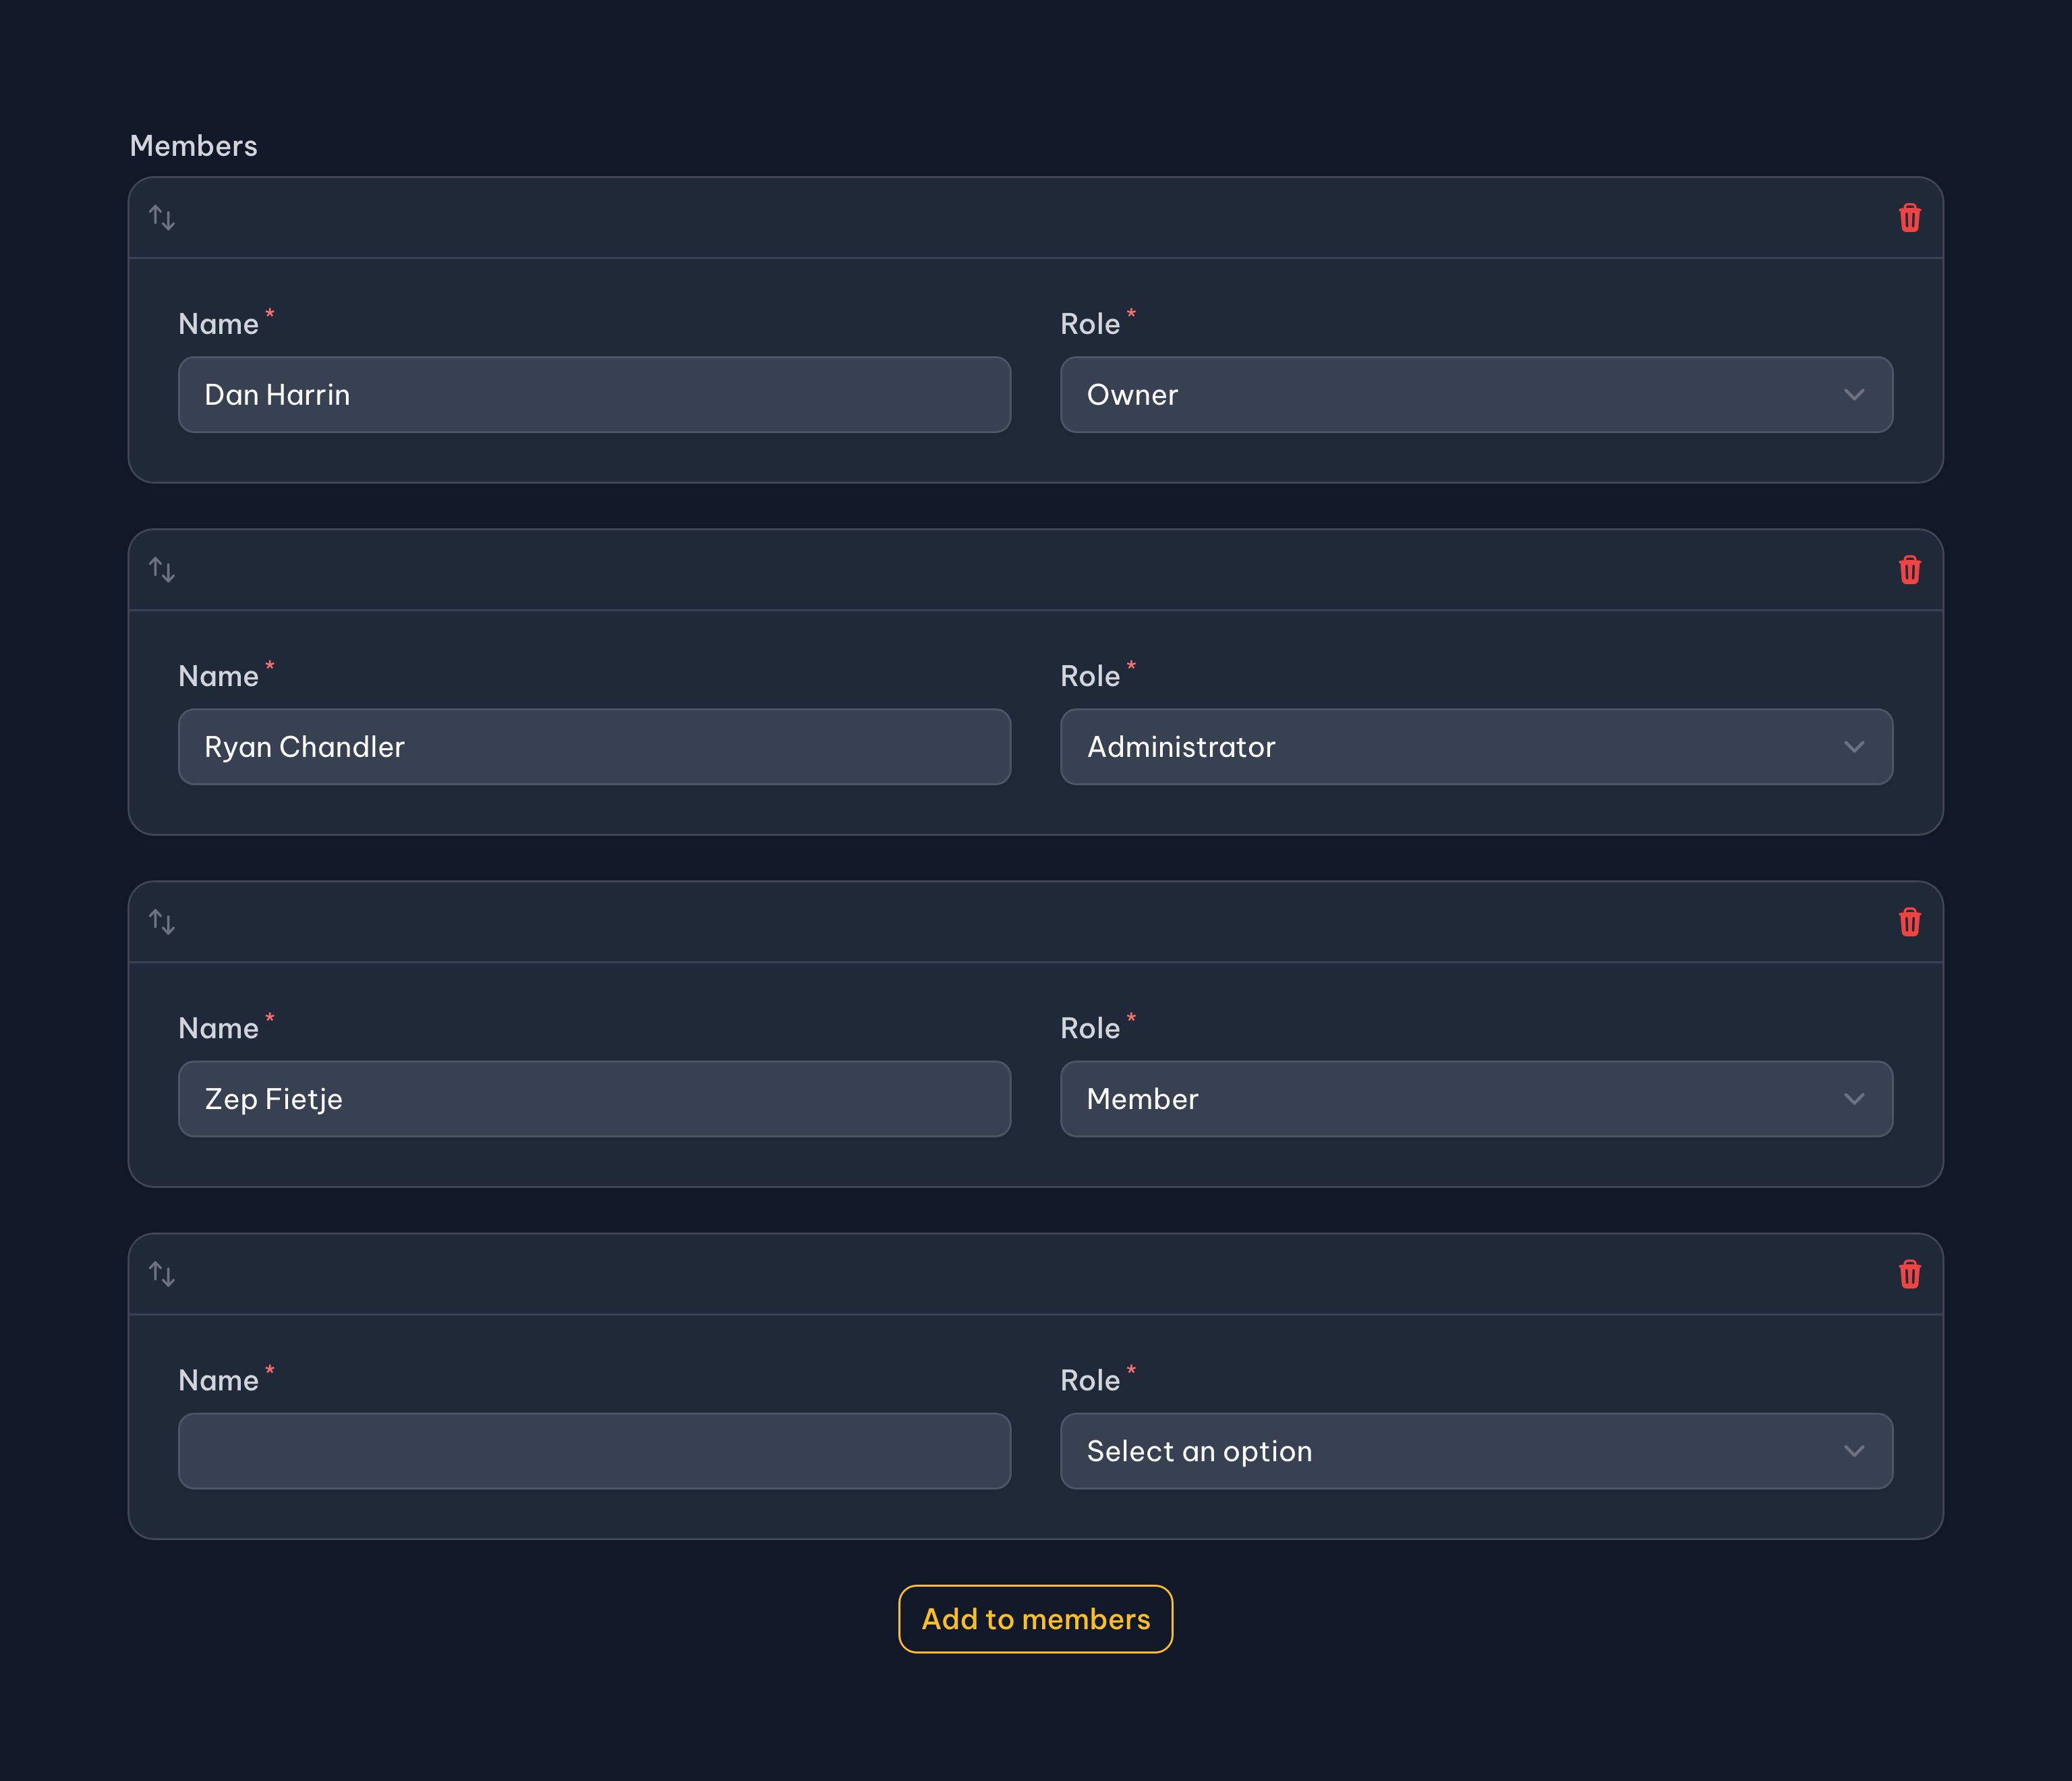 Members
Name * Role *
Dan Harrin Owner
Name * Role *
Ryan Chandler Administrator
Name * Role *
Zep Fietje Member
Name * Role *
Select an option
Add to members